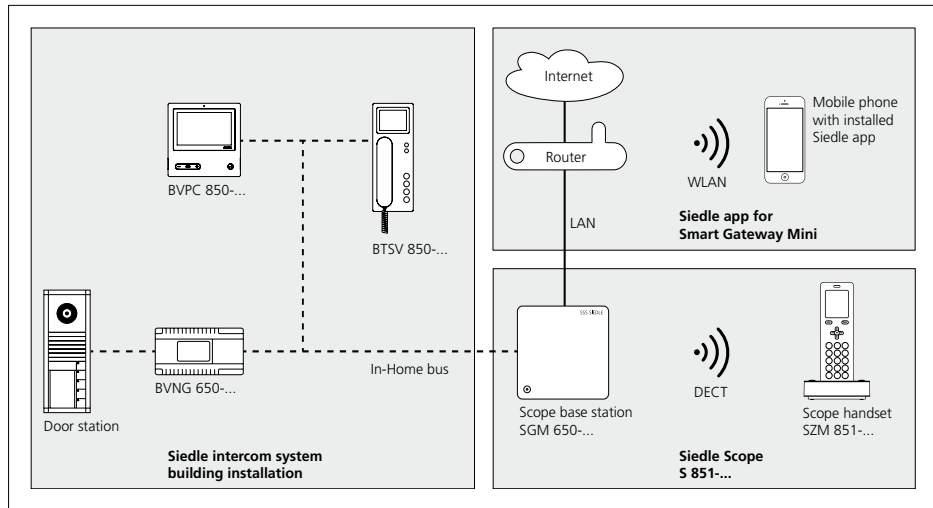 BVPC 850-...
BTSV 850-...
Door station
BVNG 650-...
In-Home bus
Siedle intercom system
building installation
Internet
Router
WLAN
Mobile phone
with installed
Siedle app
LAN
Siedle app for
Smart Gateway Mini
SSS SIEDLE
Scope base station
SGM 650-...
DECT
Scope handset
SZM 851-...
Siedle Scope
S 851-...